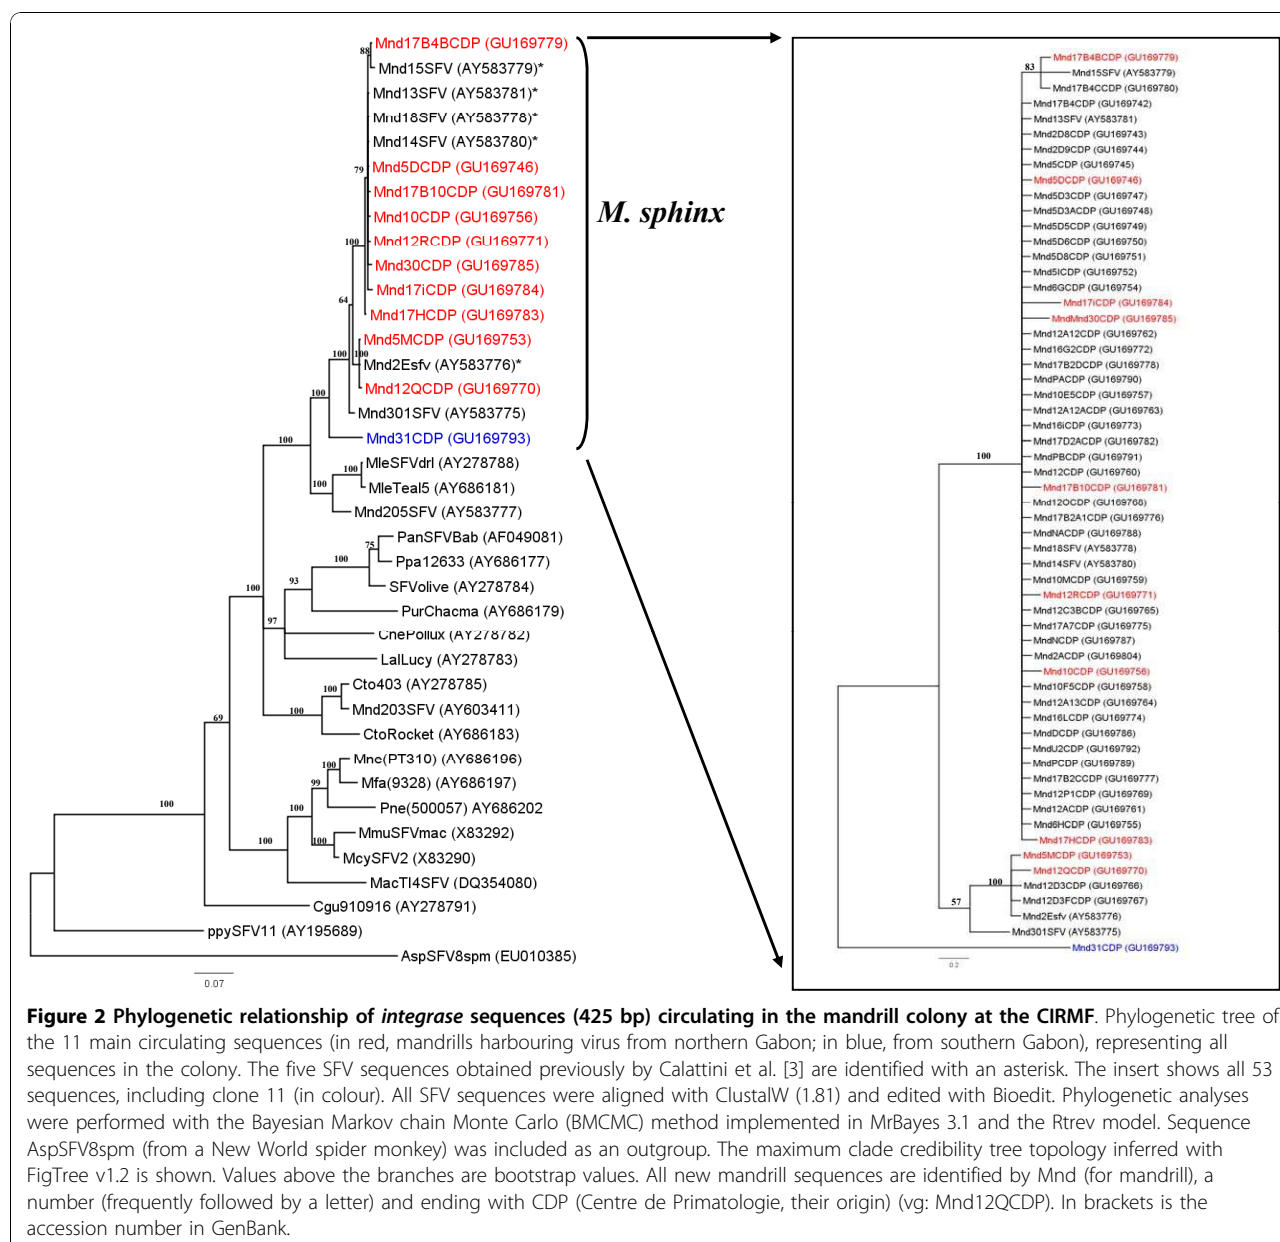 Mnd17B4BCDP (GU169779)
88
Mnd15SFV (AY583779)*
Mnd13SFV (AY583781)*
Mnd18SFV (AY583778)*
Mnd14SFV (AY583780)*
79
Mnd5DCDP (GU169746)
Mnd17B10CDP (GU169781)
Mnd10CDP (GU169756)
100
Mnd12RCDP (GU169771)
Mnd30CDP (GU169785)
Mnd17iCDP (GU169784)
64
Mnd17HCDP (GU169783)
Mnd5MCDP (GU169753)
100
100
Mnd2Esfv (AY583776)*
Mnd12QCDP (GU169770)
100
Mnd301SFV (AY583775)
100
Mnd31CDP (GU169793)
MleSFVdrl (AY278788)
100
100
MleTeal5 (AY686181)
Mnd205SFV (AY583777)
PanSFVBab (AF049081)
75
100
Ppa12633 (AY686177)
100
93
SFVolive (AY278784)
PurChacma (AY686179)
97
CnePollux (AY278782)
LalLucy (AY278783)
Cto403 (AY278785)
100
100
Mnd203SFV (AY603411)
69
CtoRocket (AY686183)
Mne(PT310) (AY686196)
100
99
Mfa(9328) (AY686197)
100
Pne(500057) AY686202
MmuSFVmac (X83292)
100
100
McySFV2 (X83290)
MacTI4SFV (DQ354080)
Cgu910916 (AY278791)
ppySFV11 (AY195689)
AspSFV8spm (EU010385)
0.07
M. sphinx
Mnd17B4BCDP (GU169779)
83
Mnd15SFV (AY583779)
Mnd17B4CCDP (GU169780)
Mnd17B4CDP (GU169742)
Mnd13SFV (AY583781)
Mnd2D8CDP (GU169743)
Mnd2D9CDP (GU169744)
Mnd5CDP (GU169745)
Mnd5DCDP (GU169746)
Mnd5D3CDP (GU169747)
Mnd5D3ACDP (GU169748)
Mnd5D5CDP (GU169749)
Mnd5D6CDP (GU169750)
Mnd5D8CDP (GU169751)
Mnd5ICDP (GU169752)
Mnd6GCDP (GU169754)
Mnd17iCDP (GU169784)
MndMnd30CDP (GU169785)
Mnd12A12CDP (GU169762)
Mnd16G2CDP (GU169772)
Mnd17B2DCDP (GU169778)
MndPACDP (GU169790)
Mnd10E5CDP (GU169757)
Mnd12A12ACDP (GU169763)
Mnd16iCDP (GU169773)
Mnd17D2ACDP (GU169782)
100
MndPBCDP (GU169791)
Mnd12CDP (GU169760)
Mnd17B10CDP (GU169781)
Mnd12OCDP (GU169768)
Mnd17B2A1CDP (GU169776)
MndNACDP (GU169788)
Mnd18SFV (AY583778)
Mnd14SFV (AY583780)
Mnd10MCDP (GU169759)
Mnd12RCDP (GU169771)
Mnd12C3BCDP (GU169765)
Mnd17A7CDP (GU169775)
MndNCDP (GU169787)
Mnd2ACDP (GU169804)
Mnd10CDP (GU169756)
Mnd10F5CDP (GU169758)
Mnd12A13CDP (GU169764)
Mnd16LCDP (GU169774)
MndDCDP (GU169786)
MndU2CDP (GU169792)
MndPCDP (GU169789)
Mnd17B2CCDP (GU169777)
Mnd12P1CDP (GU169769)
Mnd12ACDP (GU169761)
Mnd6HCDP (GU169755)
Mnd17HCDP (GU169783)
Mnd5MCDP (GU169753)
Mnd12QCDP (GU169770)
100
Mnd12D3CDP (GU169766)
57
Mnd12D3FCDP (GU169767)
Mnd2Esfv (AY583776)
Mnd301SFV (AY583775)
Mnd31CDP (GU169793)
0.2
Figure 2 Phylogenetic relationship of integrase sequences (425 bp) circulating in the mandrill colony at the CIRMF. Phylogenetic tree of
the 11 main circulating sequences (in red, mandrills harbouring virus from northern Gabon; in blue, from southern Gabon), representing all
sequences in the colony. The five SFV sequences obtained previously by Calattini et al. [3] are identified with an asterisk. The insert shows all 53
sequences, including clone 11 (in colour). All SFV sequences were aligned with ClustalW (1.81) and edited with Bioedit. Phylogenetic analyses
were performed with the Bayesian Markov chain Monte Carlo (BMCMC) method implemented in MrBayes 3.1 and the Rtrev model. Sequence
AspSFV8spm (from a New World spider monkey) was included as an outgroup. The maximum clade credibility tree topology inferred with
FigTree v1.2 is shown. Values above the branches are bootstrap values. All new mandrill sequences are identified by Mnd (for mandrill), a
number (frequently followed by a letter) and ending with CDP (Centre de Primatologie, their origin) (vg: Mnd12QCDP). In brackets is the
accession number in GenBank.